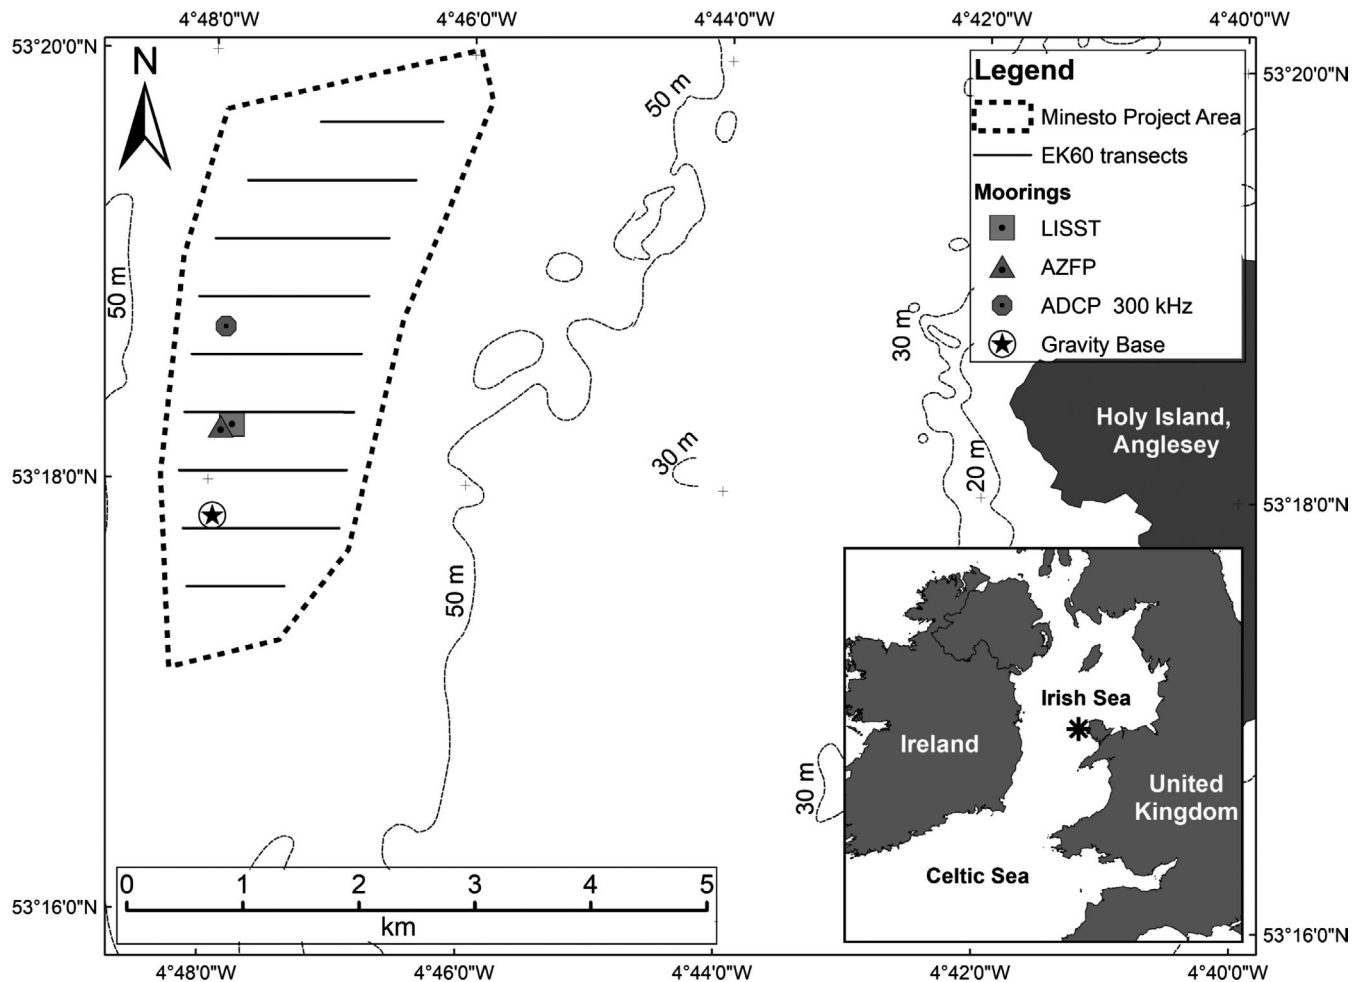 4°48'0"W
4°46'0"W
4°44'0"W
4°42'0"W
4°40'0"W
53°20'0"N
53°20'0"N
N
50 m
Legend
Minesto Project Area
EK60 transects
Moorings
LISST
AZFP
ADCP 300 kHz
Gravity Base
50 m
30 m
Holy Island,
Anglesey
30 m
20 m
53°18'0"N
53°18'0"N
50 m
Irish Sea
Ireland
United
Kingdom
30 m
Celtic Sea
0
1
2
3
4
5
km
53°16'0"N
53°16'0"N
4°48'0"W
4°46'0"W
4°44'0"W
4°42'0"W
4°40'0"W